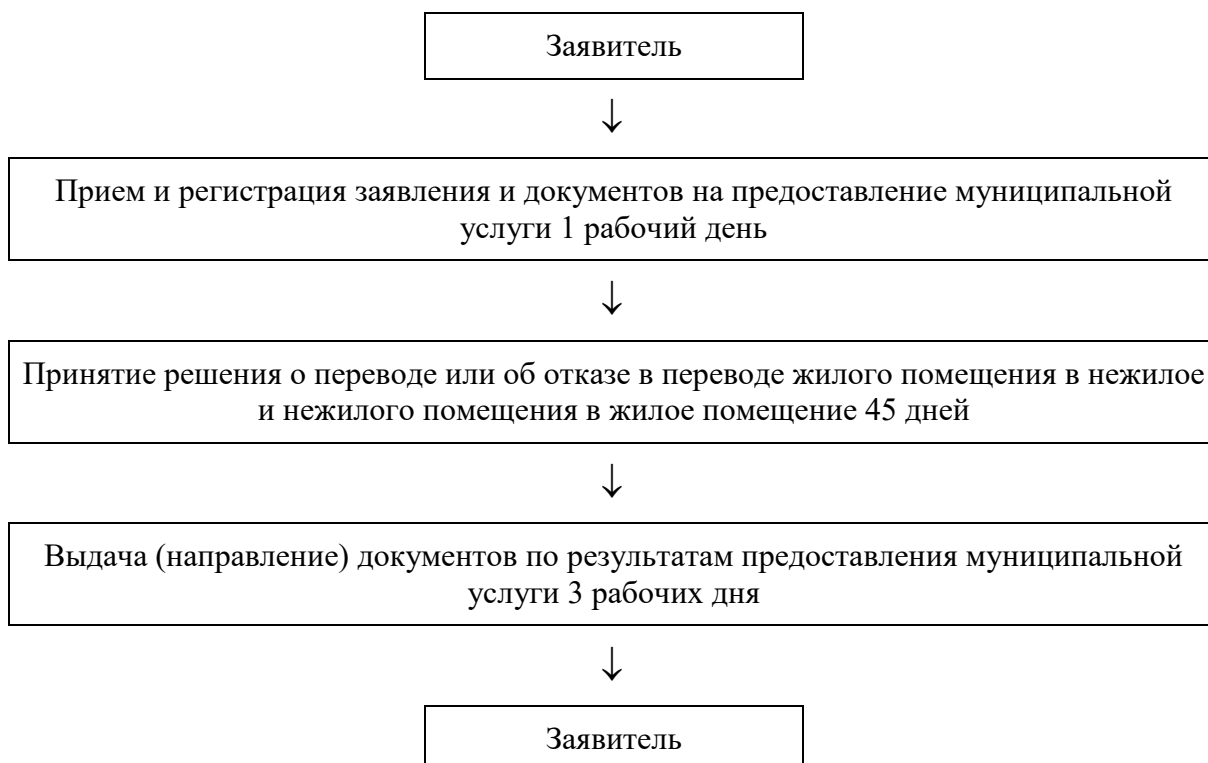 Заявитель
↓
Прием и регистрация заявления и документов на предоставление муниципальной
услуги 1 рабочий день
↓
Принятие решения о переводе или об отказе в переводе жилого помещения в нежилое
и нежилого помещения в жилое помещение 45 дней
↓
Выдача (направление) документов по результатам предоставления муниципальной
услуги 3 рабочих дня
↓
Заявитель